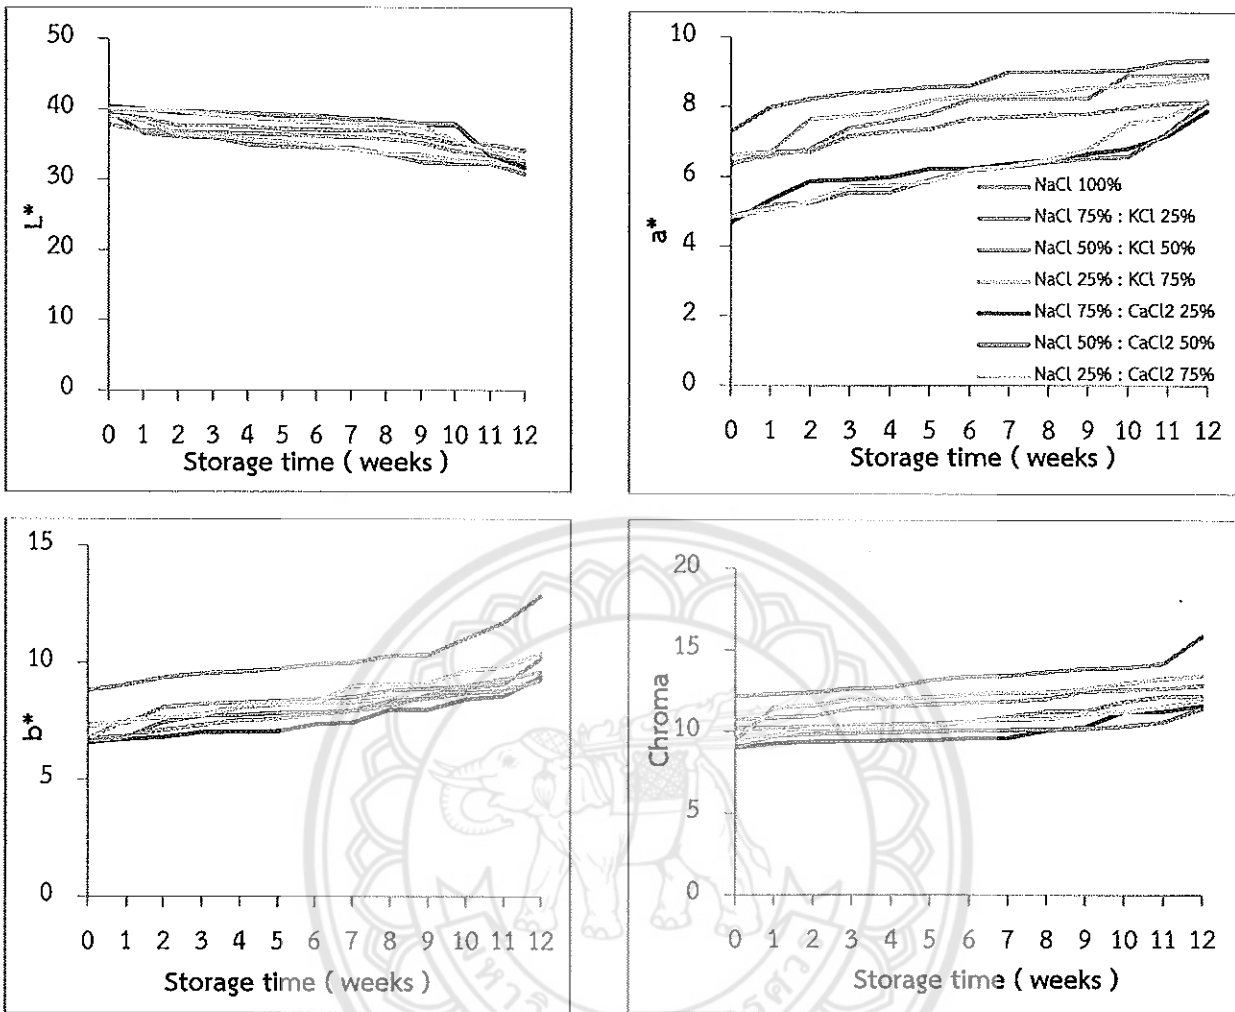 50
40
30
20
10
0
L*
0 1 2 3 4 5 6 7 8 9 10 11 12
Storage time ( weeks )
10
8
6
4
2
0
a*
NaCl 100%
NaCl 75% : KCl 25%
NaCl 50% : KCl 50%
NaCl 25% : KCl 75%
NaCl 75% : CaCl2 25%
NaCl 50% : CaCl2 50%
NaCl 25% : CaCl2 75%
0 1 2 3 4 5 6 7 8 9 10 11 12
Storage time ( weeks )
15
10
5
0
b*
0 1 2 3 4 5 6 7 8 9 10 11 12
Storage time ( weeks )
20
15
10
5
0
Chroma
0 1 2 3 4 5 6 7 8 9 10 11 12
Storage time ( weeks )